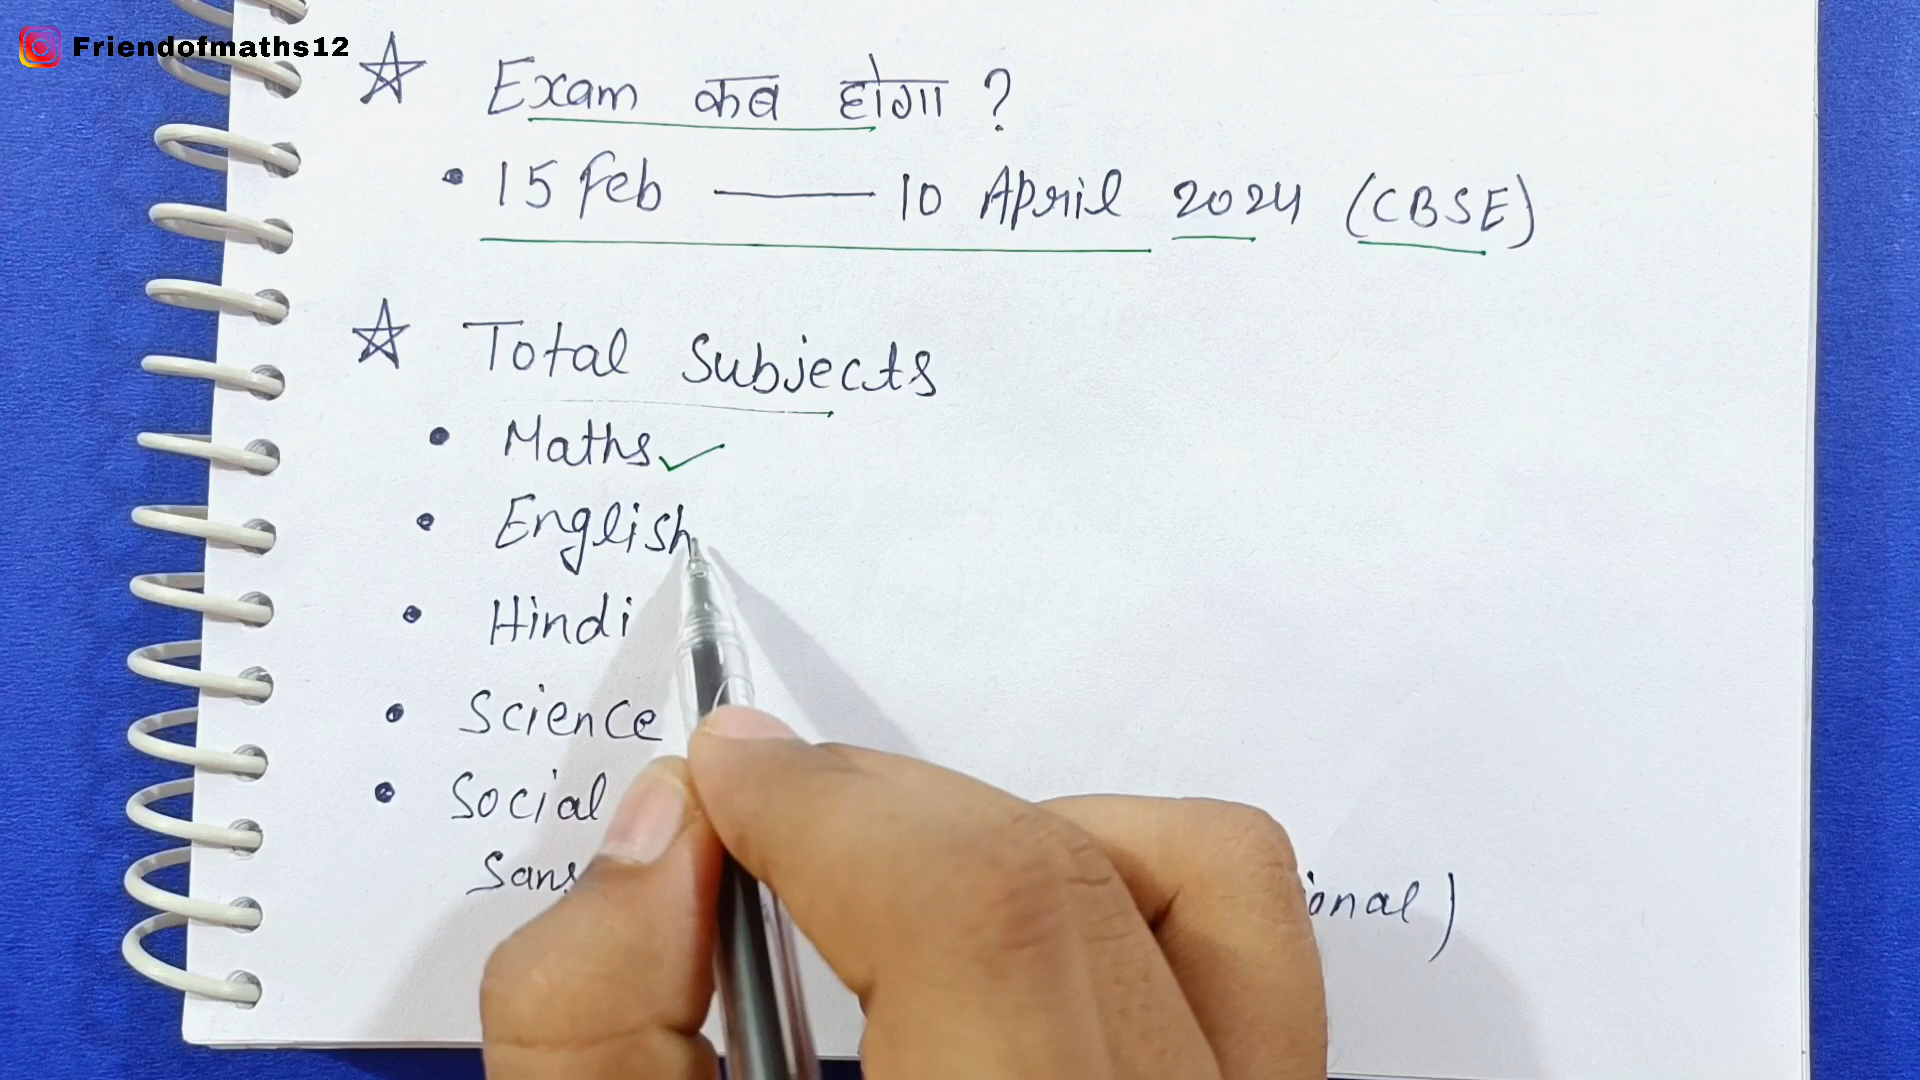 Friendofmaths12
Exam कब होगा ?
• 15 Feb — 10 April 2024 (CBSE)
Total Subjects
• Maths ✓
• English
• Hindi
• Science
• Social